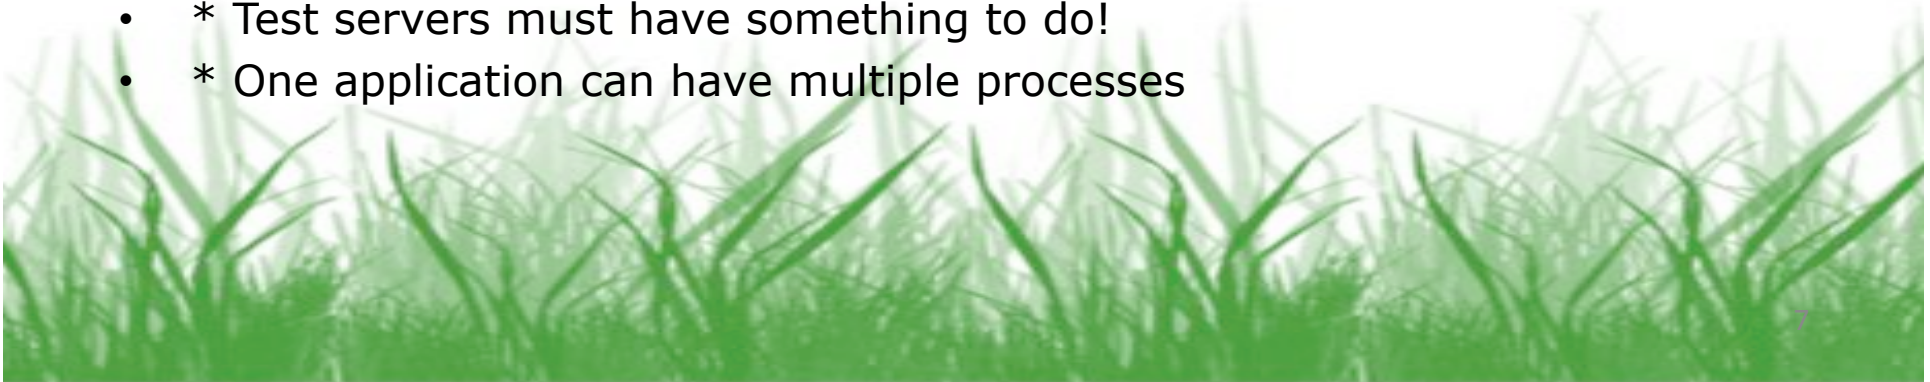 • * Test servers must have something to do!
• * One application can have multiple processes
7